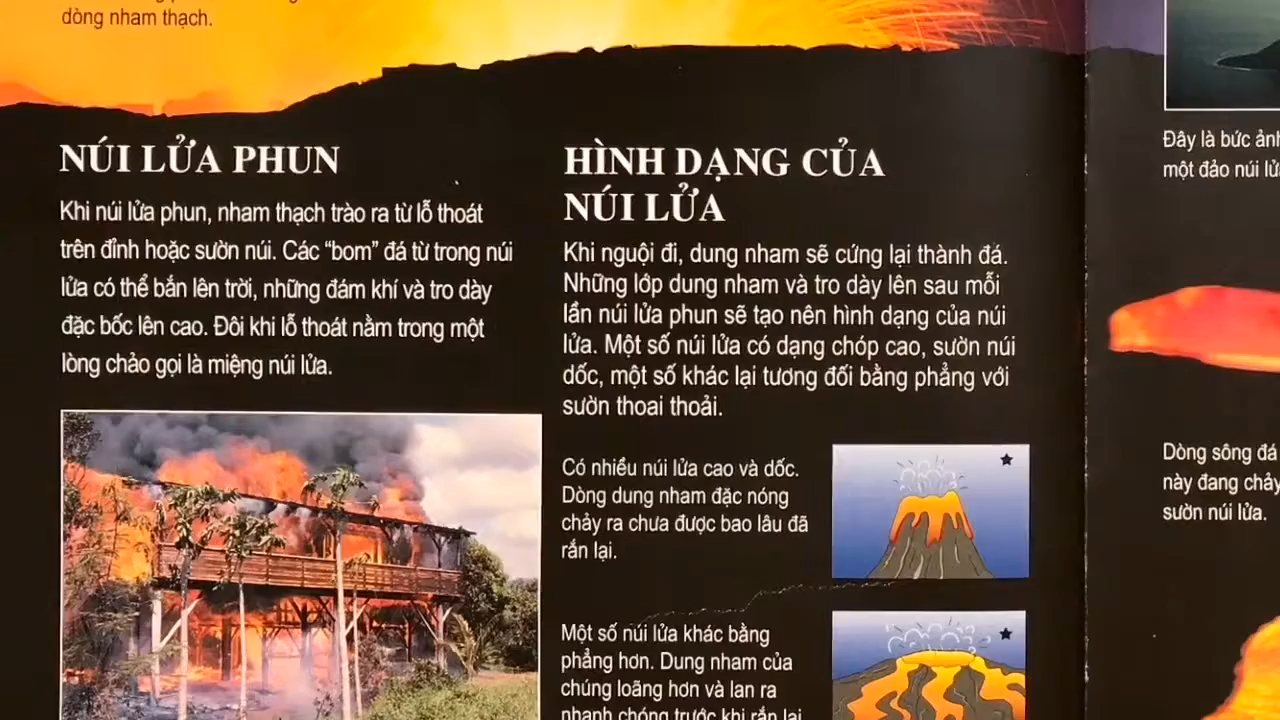 dòng nham thạch.
NÚI LỬA PHUN
Khi núi lửa phun, nham thạch trào ra từ lỗ thoát
trên đỉnh hoặc sườn núi. Các “bom” đá từ trong núi
lửa có thể bắn lên trời, những đám khí và tro dày
đặc bốc lên cao. Đôi khi lỗ thoát nằm trong một
lòng chảo gọi là miệng núi lửa.
HÌNH DẠNG CỦA
NÚI LỬA
Khi nguội đi, dung nham sẽ cứng lại thành đá.
Những lớp dung nham và tro dày lên sau mỗi
lần núi lửa phun sẽ tạo nên hình dạng của núi
lửa. Một số núi lửa có dạng chóp cao, sườn núi
dốc, một số khác lại tương đối bằng phẳng với
sườn thoai thoải.
Có nhiều núi lửa cao và dốc.
Dòng dung nham đặc nóng
chảy ra chưa được bao lâu đã
rắn lại.
Một số núi lửa khác bằng
phẳng hơn. Dung nham của
chúng loãng hơn và lan ra
nhanh chóng trước khi rắn lại
Đây là bức ảnh
một đảo núi lửa
Dòng sông đá
này đang chảy
sườn núi lửa.